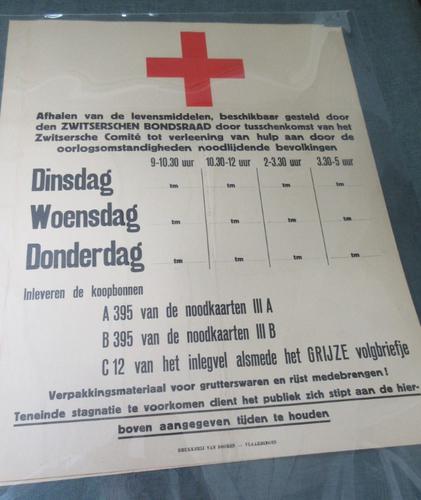 Afhalen van de levensmiddelen, beschikbaar gesteld door
den ZWITSERSCHEN BONDSRAAD door tusschenkomst van het
Zwitsersche Comité tot verleening van hulp aan door de
oorlogsomstandigheden noodlijdende bevolkingen
9-10.30 uur 10.30-12 uur 2-3.30 uur 3.30-5 uur
Dinsdag tm tm tm tm
Woensdag tm tm tm tm
Donderdag tm tm tm tm
Inleveren de koopbonnen
A 395 van de noodkaarten III A
B 395 van de noodkaarten III B
C 12 van het inlegvel alsmede het GRIJZE volgbriefje
Verpakkingsmateriaal voor grutterswaren en rijst medebrengen!
Teneinde stagnatie te voorkomen dient het publiek zich stipt aan de hier-
boven aangegeven tijden te houden
DRUKKERIJ VAN DOOREN — VLAARDINGEN